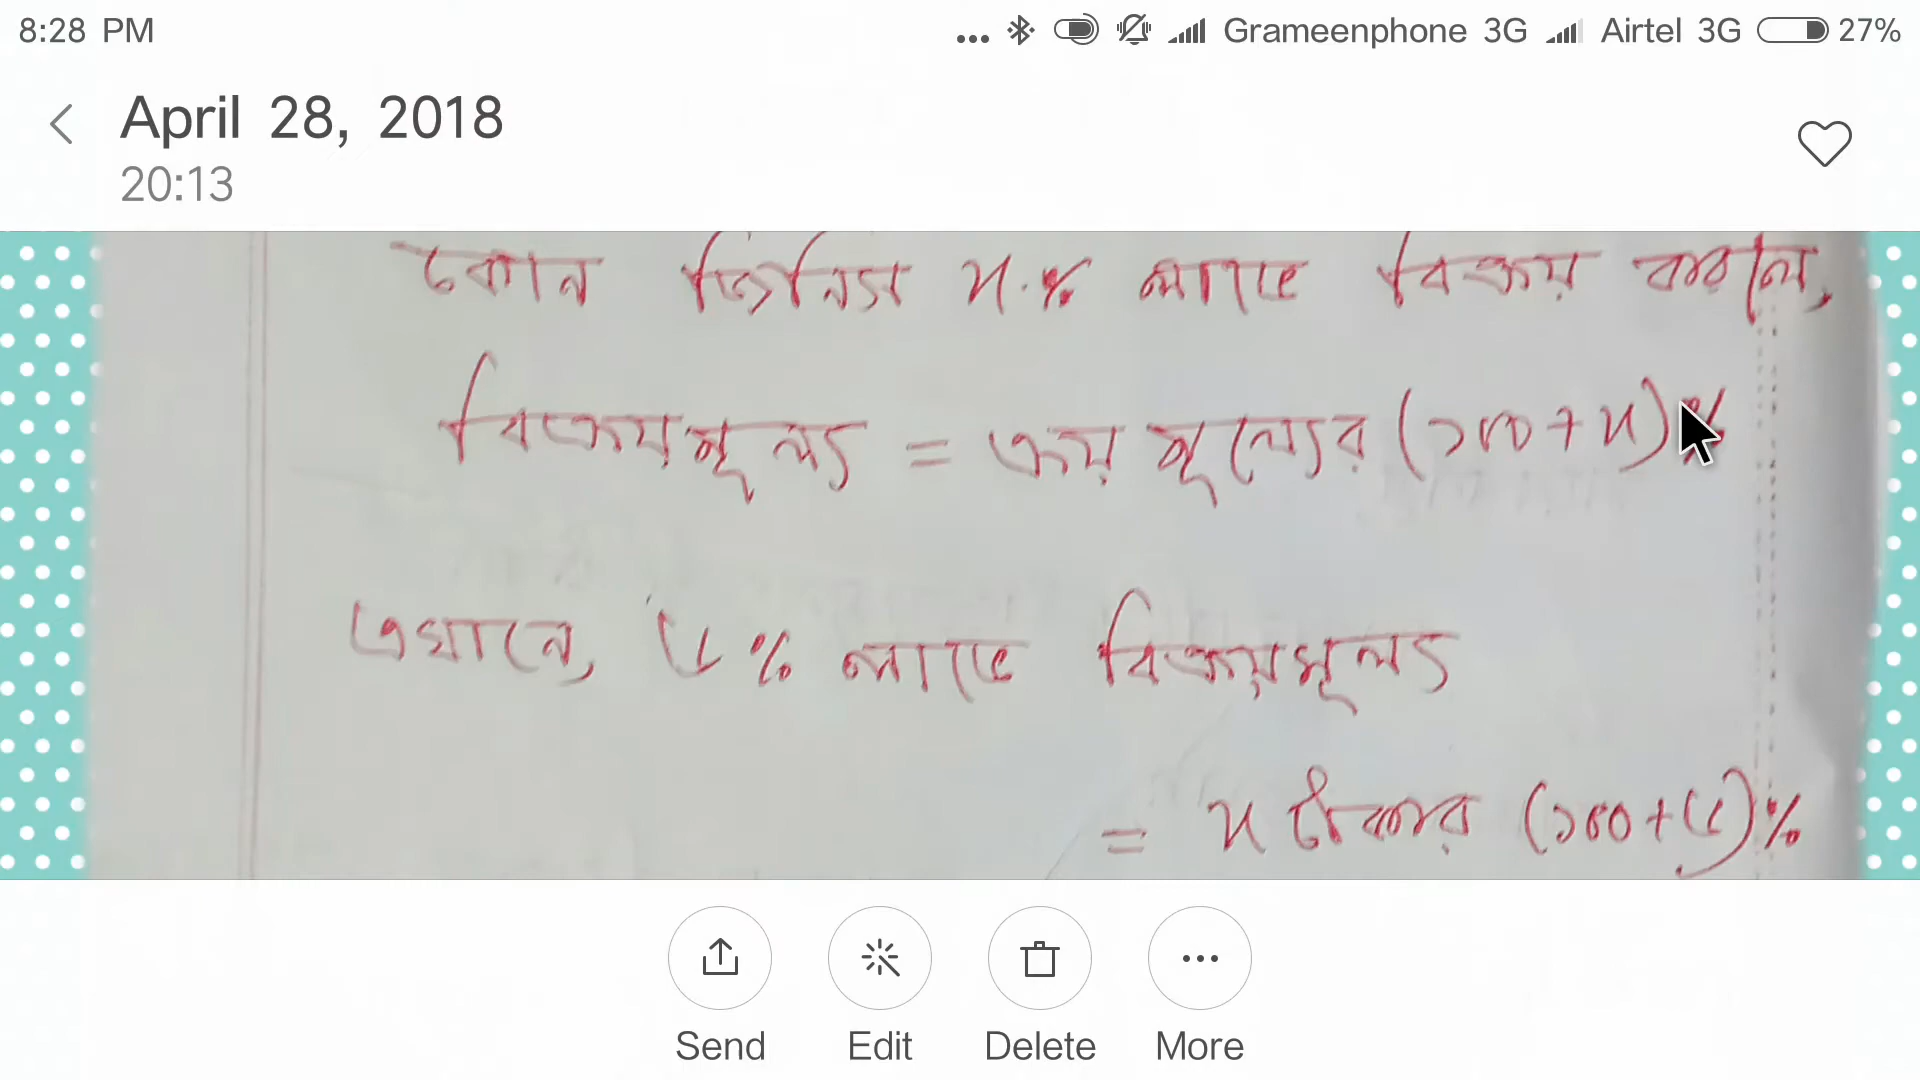 8:28 PM ... Grameenphone 3G Airtel 3G 27%
April 28, 2018
20:13
কোন জিনিস x % লাভে বিক্রয় করলে,
বিক্রয়মূল্য = ক্রয় মূল্যের (১০০+x)%
এখানে, ৫ % লাভে বিক্রয়মূল্য
= x টাকার (১০০+৫)%
Send Edit Delete More